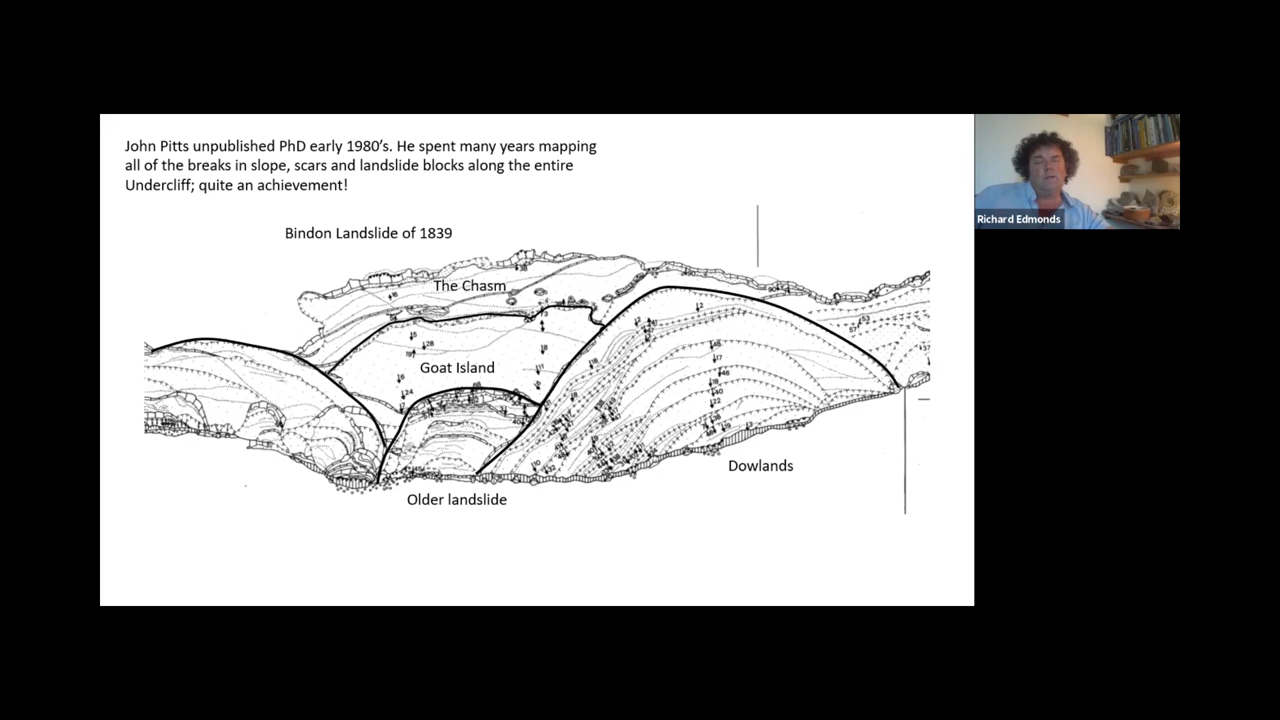 John Pitts unpublished PhD early 1980's. He spent many years mapping
all of the breaks in slope, scars and landslide blocks along the entire
Undercliff; quite an achievement!
Richard Edmonds
Bindon Landslide of 1839
The Chasm
Goat Island
Dowlands
Older landslide